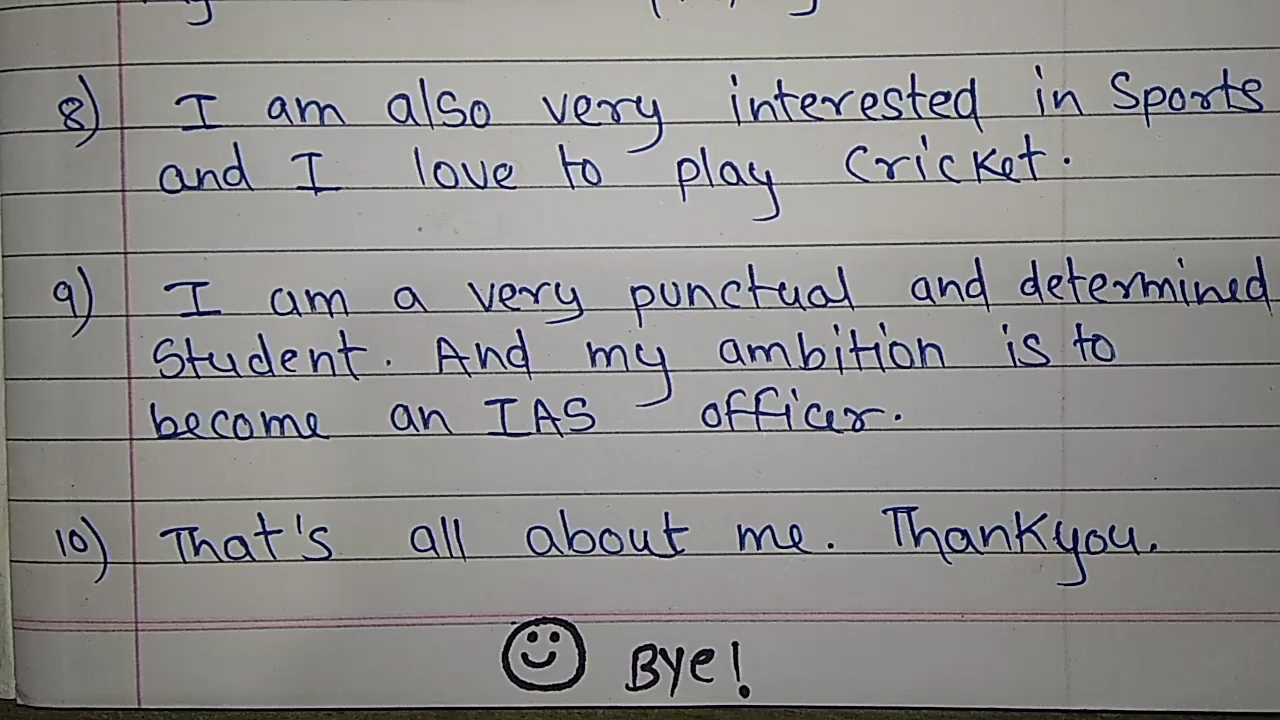 8) I am also very interested in Sports
and I love to play Cricket.
9) I am a very punctual and determined
Student. And my ambition is to
become an IAS officer.
10) That's all about me. Thankyou.
Bye!